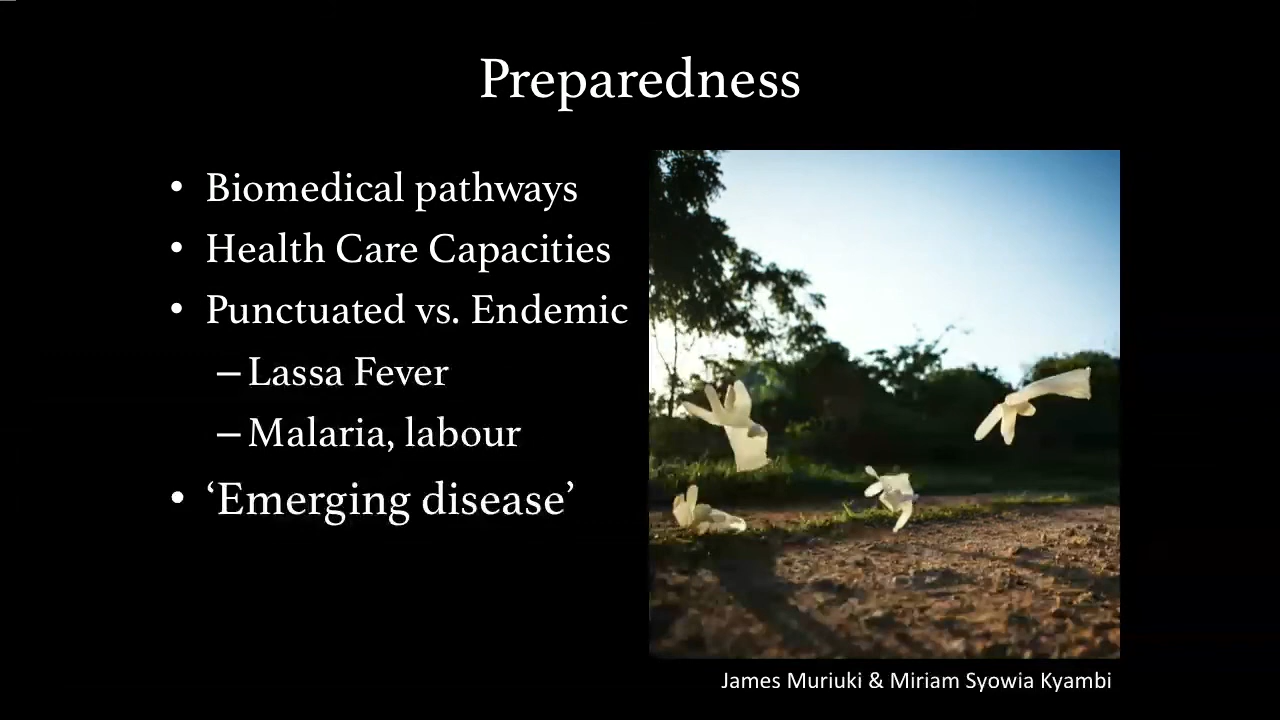 Preparedness
• Biomedical pathways
• Health Care Capacities
• Punctuated vs. Endemic
– Lassa Fever
– Malaria, labour
• ‘Emerging disease’
James Muriuki & Miriam Syowia Kyambi